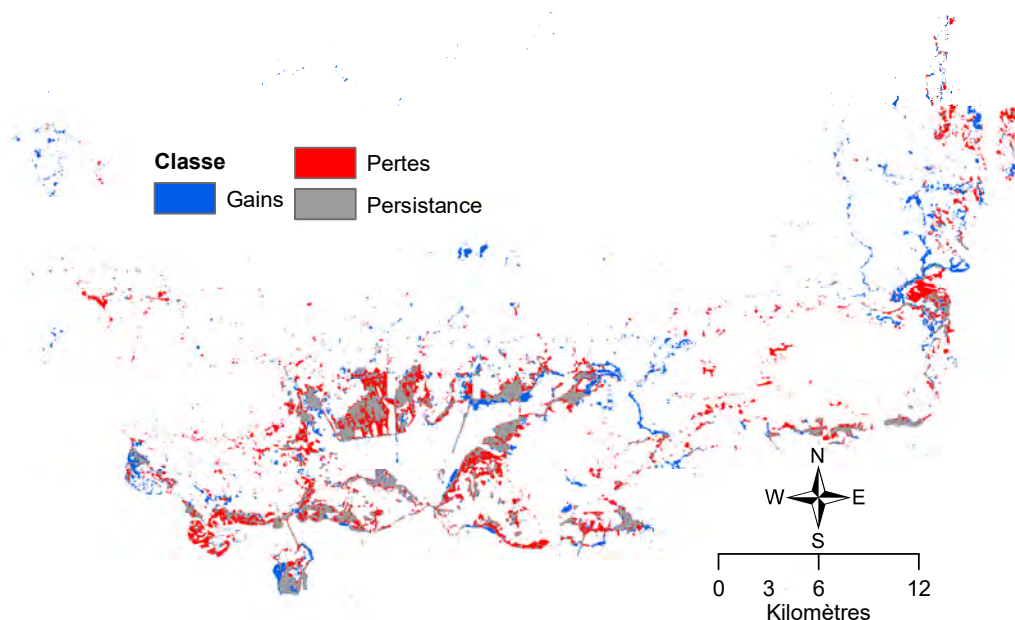 Classe
Gains
Pertes
Persistance
N
W E
S
0 3 6 12
Kilomètres